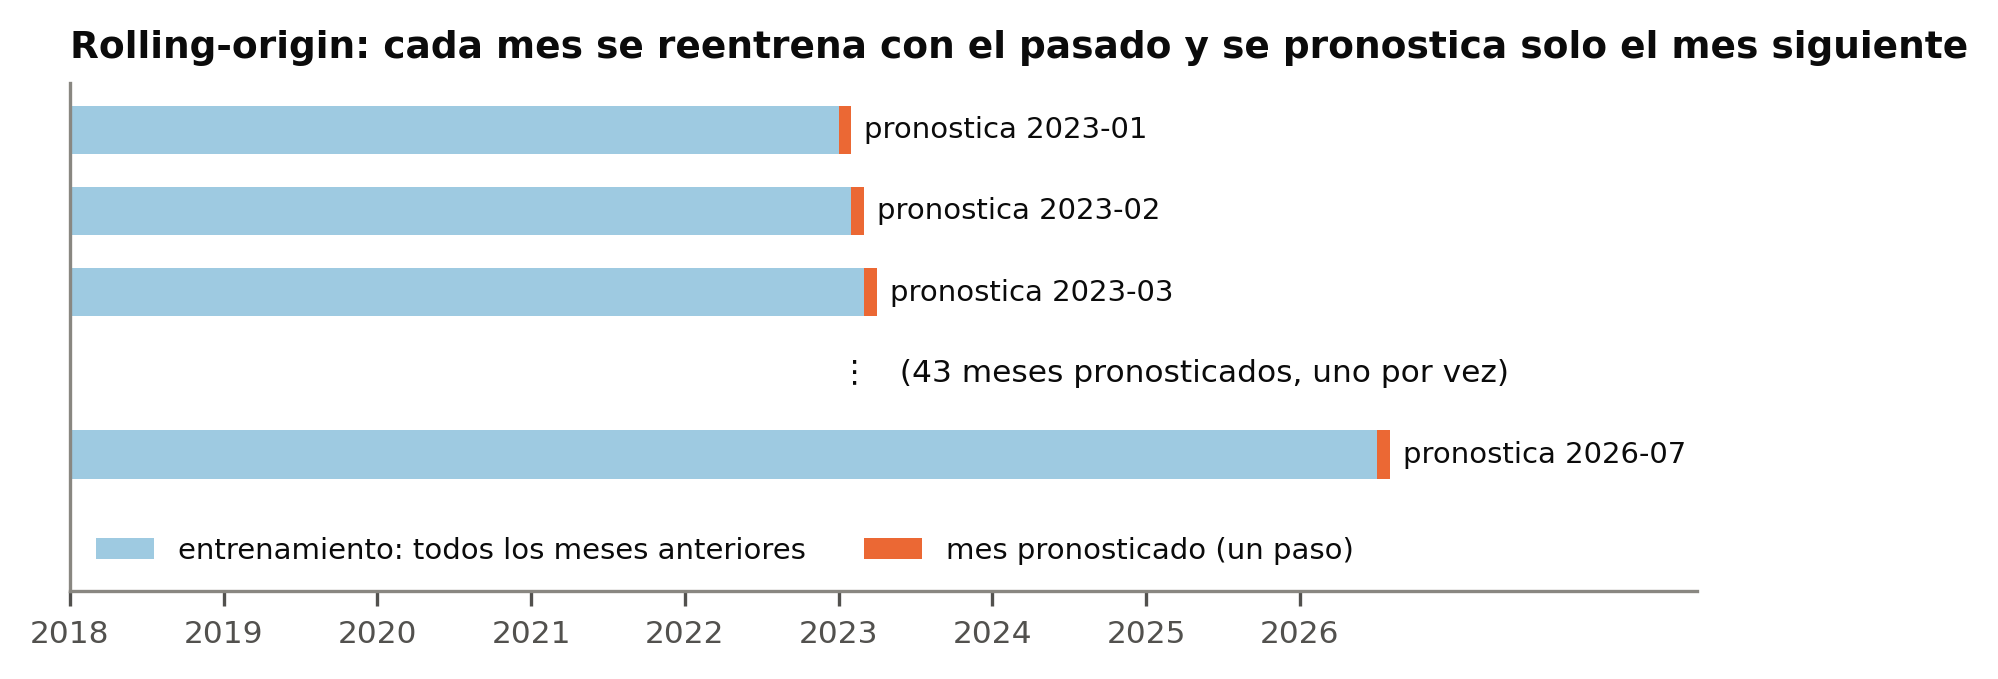 Rolling-origin: cada mes se reentrena con el pasado y se pronostica solo el mes siguiente
pronostica 2023-01
pronostica 2023-02
pronostica 2023-03
⋮ (43 meses pronosticados, uno por vez)
pronostica 2026-07
entrenamiento: todos los meses anteriores
mes pronosticado (un paso)
2018 2019 2020 2021 2022 2023 2024 2025 2026